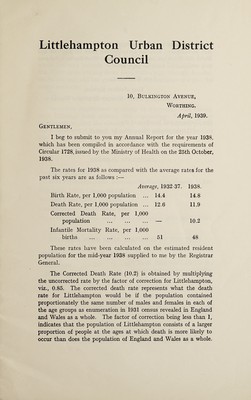 Littlehampton Urban District
Council
10, Bulkington Avenue,
Worthing.
April, 1939.
Gentlemen,
I beg to submit to you my Annual Report for the year 1938,
which has been compiled in accordance with the requirements of
Circular 1728, issued by the Ministry of Health on the 25th October,
1938.
The rates for 1938 as compared with the average rates for the
past six years are as follows :—
Average, 1932-37. 1938.
Birth Rate, per 1,000 population ... 14.4 14.8
Death Rate, per 1,000 population ... 12.0 11.9
Corrected Death Rate, per 1,000
population ... ... ... — 10.2
Infantile Mortality Rate, per 1,000
births ... ... ... ... 51 48
These rates have been calculated on the estimated resident
population for the mid-year 1938 supplied to me by the Registrar
General.
The Corrected Death Rate (10.2) is obtained by multiplying
the uncorrected rate by the factor of correction for Littlehampton,
viz., 0.85. The corrected death rate represents what the death
rate for Littlehampton would be if the population contained
proportionately the same number of males and females in each of
the age groups as enumeration in 1931 census revealed in England
and Wales as a whole. The factor of correction being less than 1,
indicates that the population of Littlehampton consists of a larger
proportion of people at the ages at which death is more likely to
occur than does the population of England and Wales as a whole.